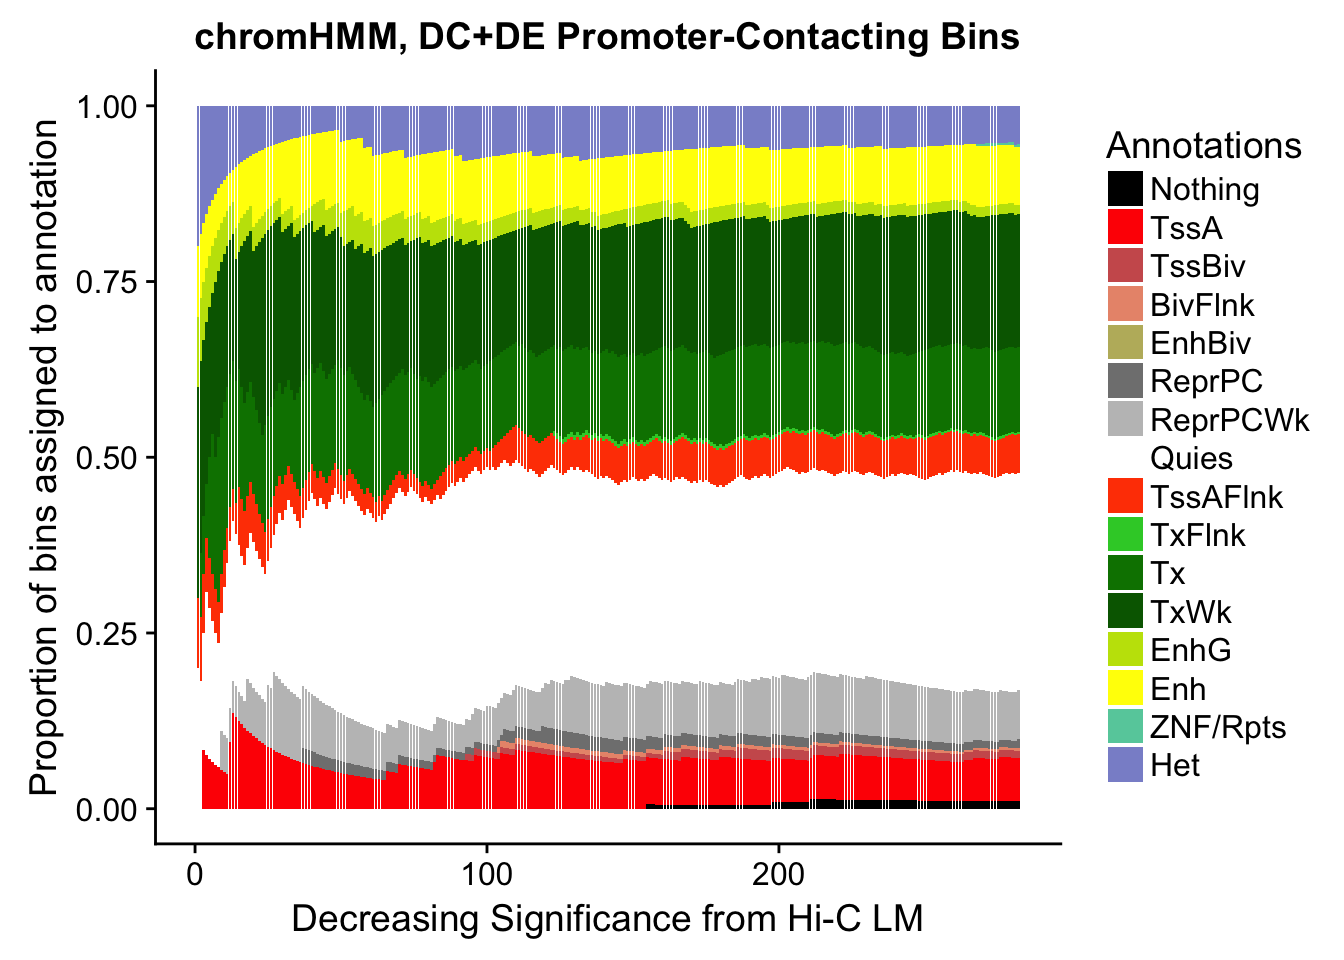 chromHMM, DC+DE Promoter-Contacting Bins
Proportion of bins assigned to annotation
1.00
0.75
0.50
0.25
0.00
0
100
200
Decreasing Significance from Hi-C LM
Annotations
Nothing
TssA
TssBiv
BivFlnk
EnhBiv
ReprPC
ReprPCWk
Quies
TssAFlnk
TxFlnk
Tx
TxWk
EnhG
Enh
ZNF/Rpts
Het